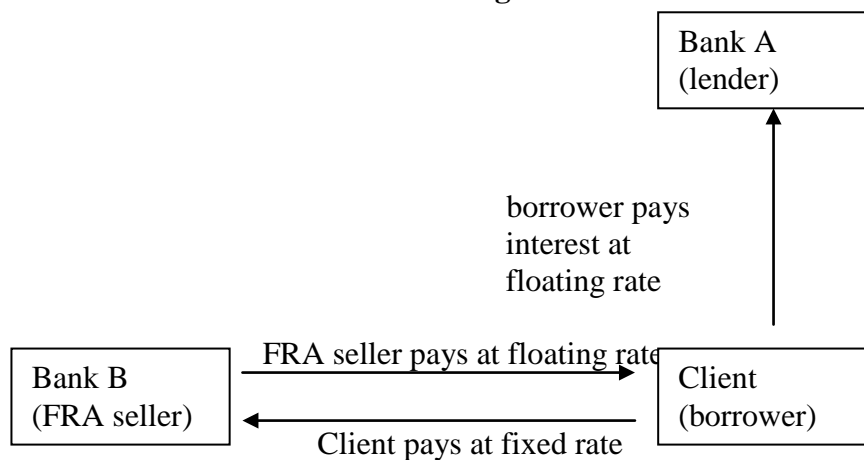 Bank A
(lender)
borrower pays
interest at
floating rate
FRA seller pays at floating rate
Bank B
(FRA seller)
Client
(borrower)
Client pays at fixed rate